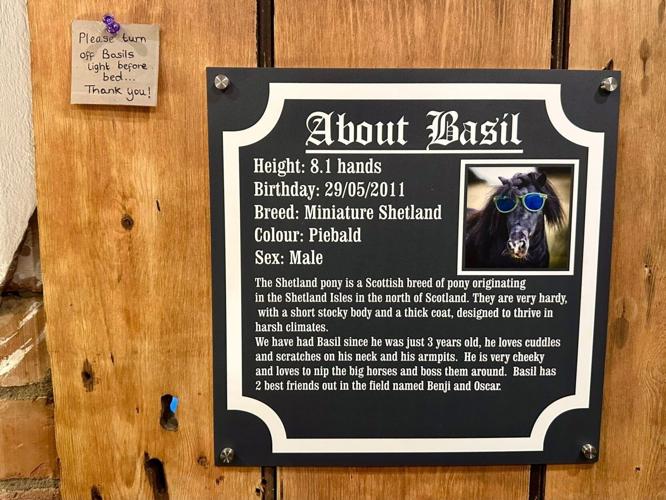 Please turn
off Basils
light before
bed...
Thank you!
About Basil
Height: 8.1 hands
Birthday: 29/05/2011
Breed: Miniature Shetland
Colour: Piebald
Sex: Male
The Shetland pony is a Scottish breed of pony originating
in the Shetland Isles in the north of Scotland. They are very hardy,
with a short stocky body and a thick coat, designed to thrive in
harsh climates.
We have had Basil since he was just 3 years old, he loves cuddles
and scratches on his neck and his armpits. He is very cheeky
and loves to nip the big horses and boss them around. Basil has
2 best friends out in the field named Benji and Oscar.